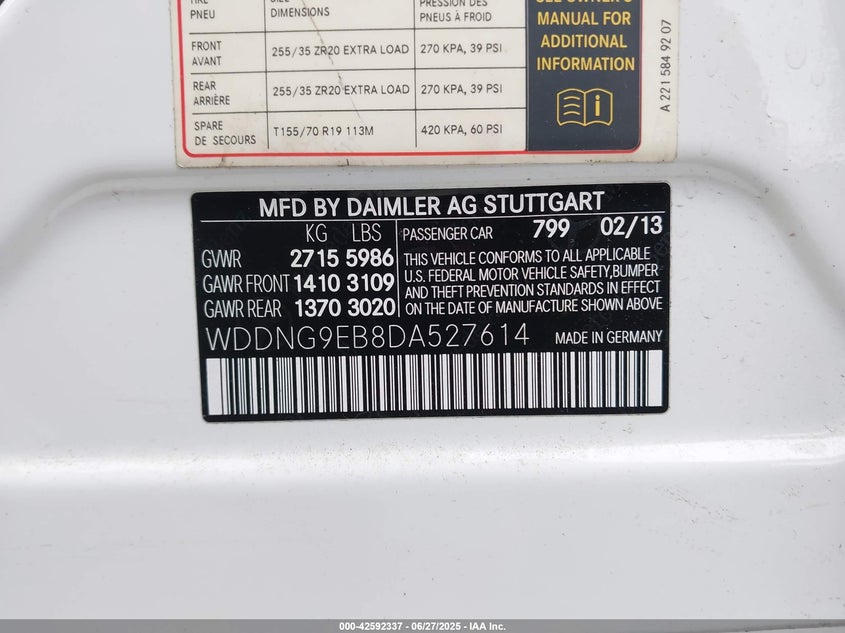 PNEU DIMENSIONS PNEUS À FROID
FRONT
AVANT 255/35 ZR20 EXTRA LOAD 270 KPA, 39 PSI
REAR
ARRIÈRE 255/35 ZR20 EXTRA LOAD 270 KPA, 39 PSI
SPARE
DE SECOURS T155/70 R19 113M 420 KPA, 60 PSI
SEE OWNER'S
MANUAL FOR
ADDITIONAL
INFORMATION
A 221 584 92 07
MFD BY DAIMLER AG STUTTGART
KG LBS PASSENGER CAR 799 02/13
GVWR 2715 5986
GAWR FRONT 1410 3109
GAWR REAR 1370 3020
THIS VEHICLE CONFORMS TO ALL APPLICABLE
U.S. FEDERAL MOTOR VEHICLE SAFETY,BUMPER
AND THEFT PREVENTION STANDARDS IN EFFECT
ON THE DATE OF MANUFACTURE SHOWN ABOVE
WDDNG9EB8DA527614 MADE IN GERMANY
000-42592337 - 06/27/2025 - IAA Inc.